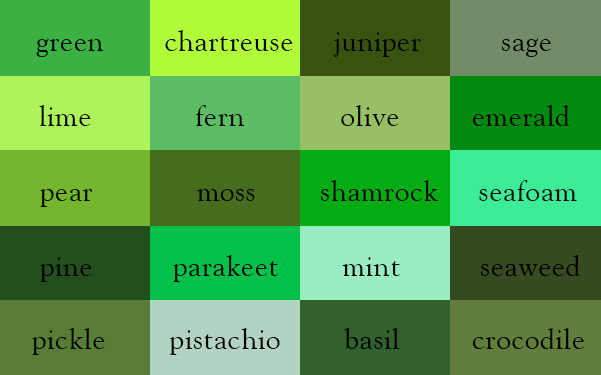 green chartreuse juniper sage
lime fern olive emerald
pear moss shamrock seafoam
pine parakeet mint seaweed
pickle pistachio basil crocodile